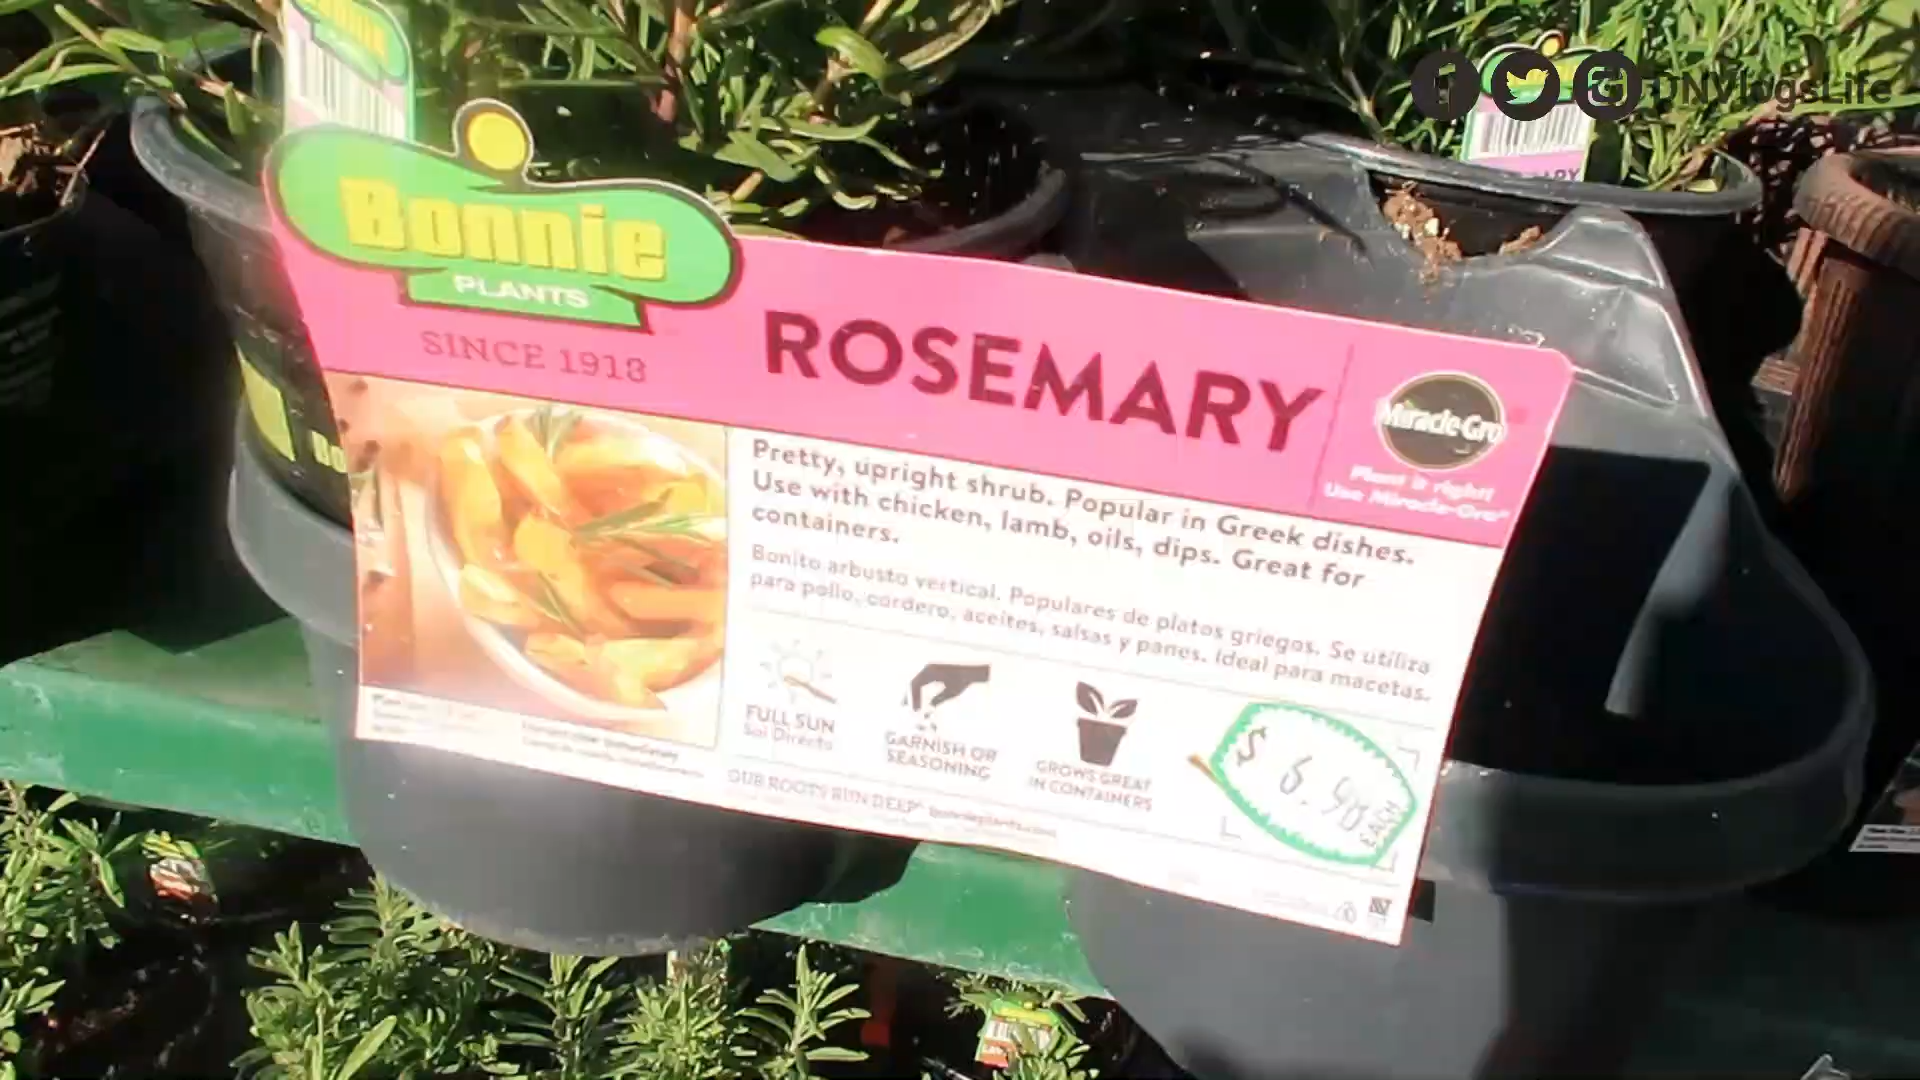 DNVlogsLife
Bonnie
PLANTS
SINCE 1918
ROSEMARY
Miracle-Gro
Plant it right!
Use Miracle-Gro®
Pretty, upright shrub. Popular in Greek dishes.
Use with chicken, lamb, oils, dips. Great for
containers.
Bonito arbusto vertical. Populares de platos griegos. Se utiliza
para pollo, cordero, aceites, salsas y panes. Ideal para macetas.
FULL SUN
Sol Directo
GARNISH OR
SEASONING
GROWS GREAT
IN CONTAINERS
$ 6.98 EACH
OUR ROOTS RUN DEEP® bonnieplants.com